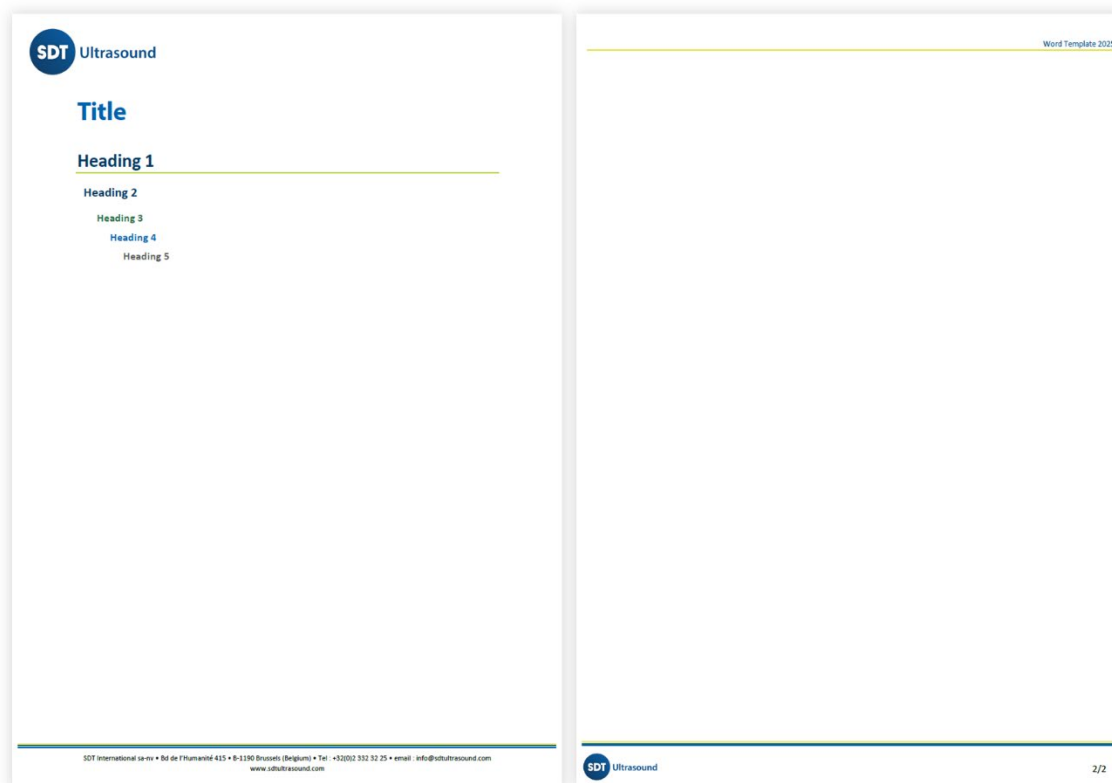 SDT Ultrasound
Title
Heading 1
Heading 2
Heading 3
Heading 4
Heading 5
SDT International sa-nv • Bd de l'Humanité 415 • B-1190 Brussels (Belgium) • Tel : +32(0)2 332 32 25 • email : info@sdtultrasound.com
www.sdtultrasound.com
Word Template 2025
SDT Ultrasound
2/2